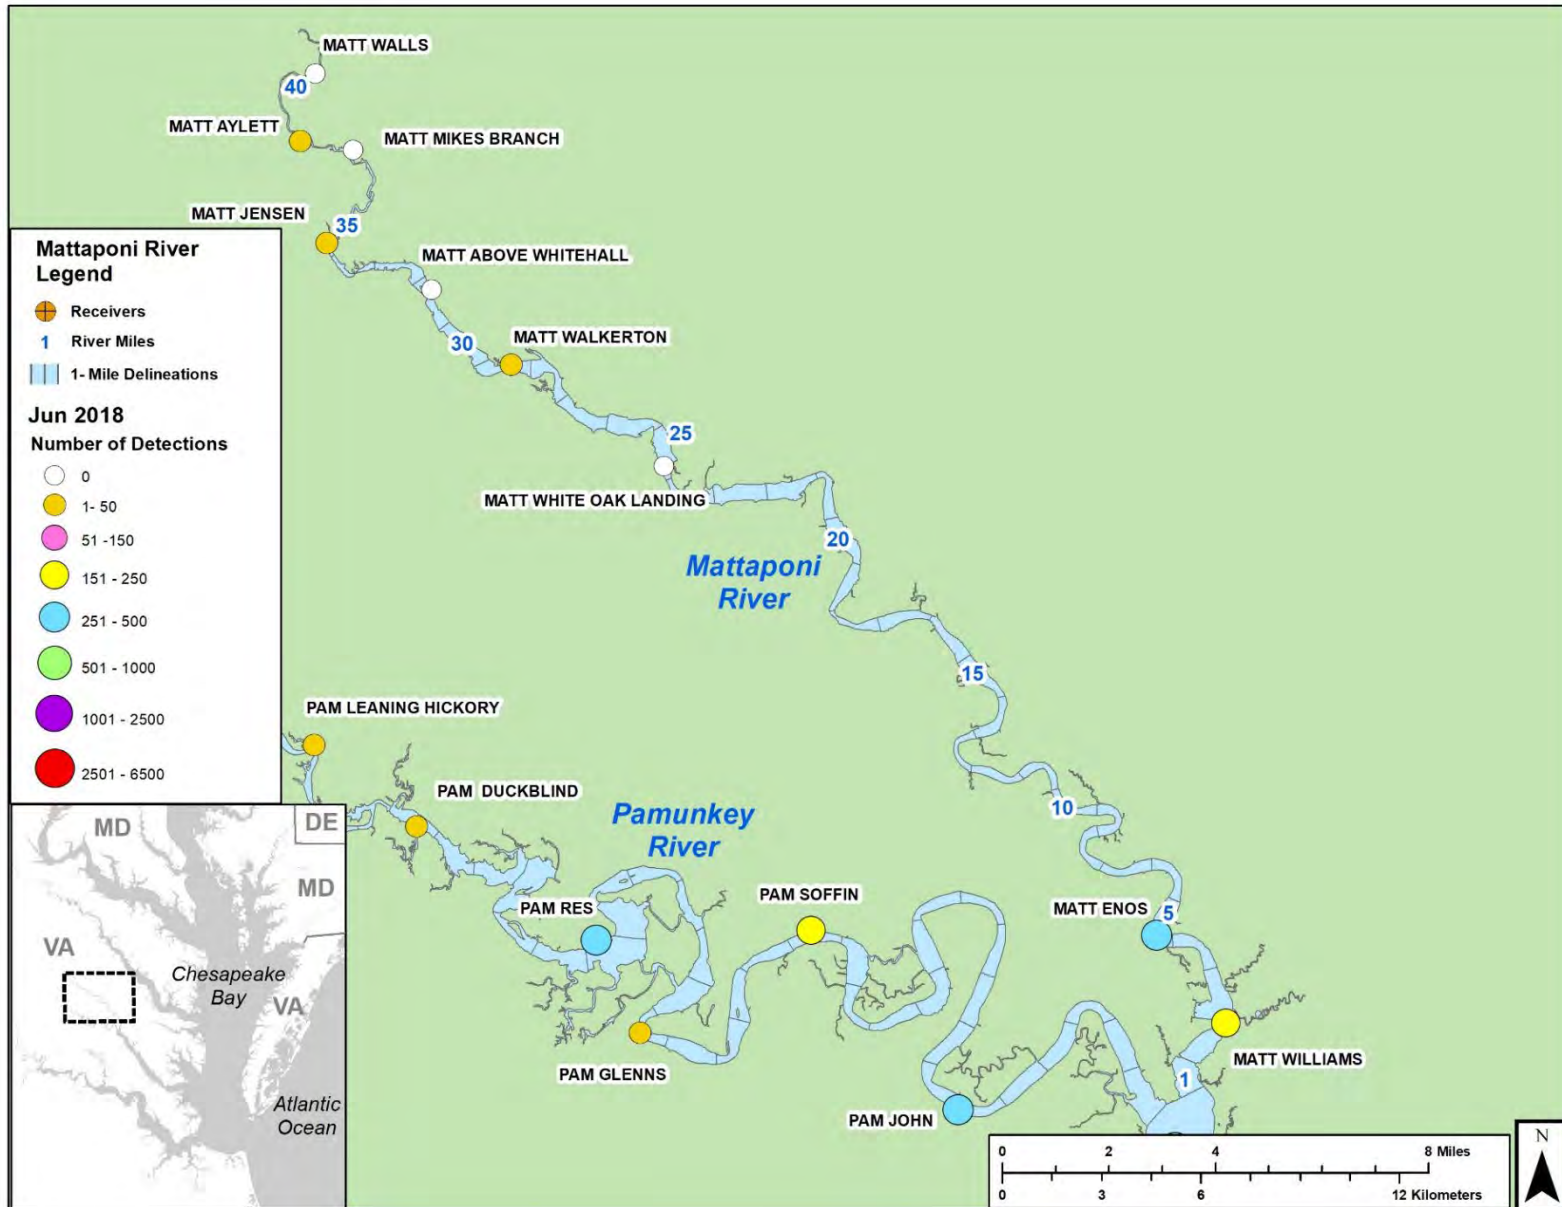 MATT WALLS
40
MATT AYLETT
MATT MIKES BRANCH
MATT JENSEN
35
MATT ABOVE WHITEHALL
30
MATT WALKERTON
25
MATT WHITE OAK LANDING
20
Mattaponi
River
15
10
MATT ENOS
5
MATT WILLIAMS
1
Mattaponi River
Legend
Receivers
1 River Miles
1- Mile Delineations
Jun 2018
Number of Detections
0
1- 50
51 -150
151 - 250
251 - 500
501 - 1000
1001 - 2500
2501 - 6500
PAM LEANING HICKORY
PAM DUCKBLIND
Pamunkey
River
PAM RES
PAM SOFFIN
PAM GLENNS
PAM JOHN
MD
DE
MD
VA
Chesapeake
Bay
VA
Atlantic
Ocean
0 2 4 8 Miles
0 3 6 12 Kilometers
N